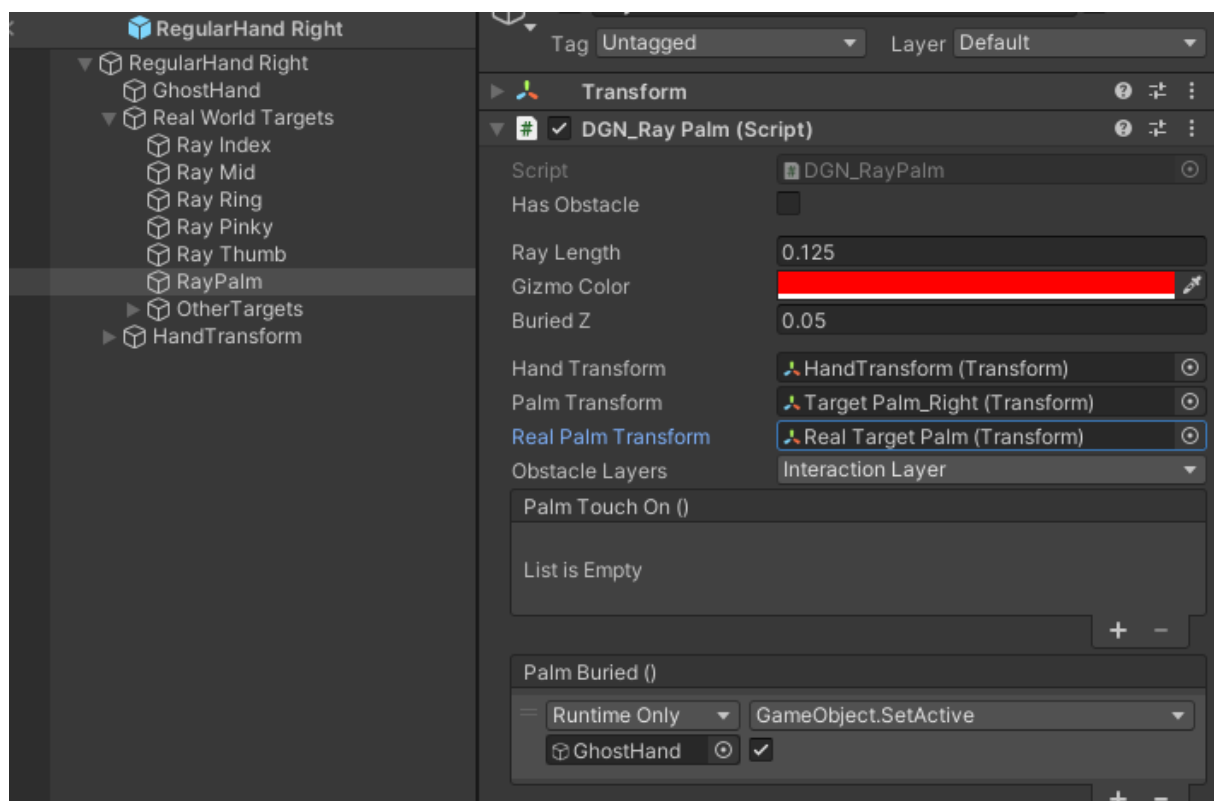 RegularHand Right
RegularHand Right
GhostHand
Real World Targets
Ray Index
Ray Mid
Ray Ring
Ray Pinky
Ray Thumb
RayPalm
OtherTargets
HandTransform
Tag Untagged Layer Default
Transform
DGN_Ray Palm (Script)
Script DGN_RayPalm
Has Obstacle
Ray Length 0.125
Gizmo Color
Buried Z 0.05
Hand Transform HandTransform (Transform)
Palm Transform Target Palm_Right (Transform)
Real Palm Transform Real Target Palm (Transform)
Obstacle Layers Interaction Layer
Palm Touch On ()
List is Empty
+ −
Palm Buried ()
Runtime Only GameObject.SetActive
GhostHand
+ −